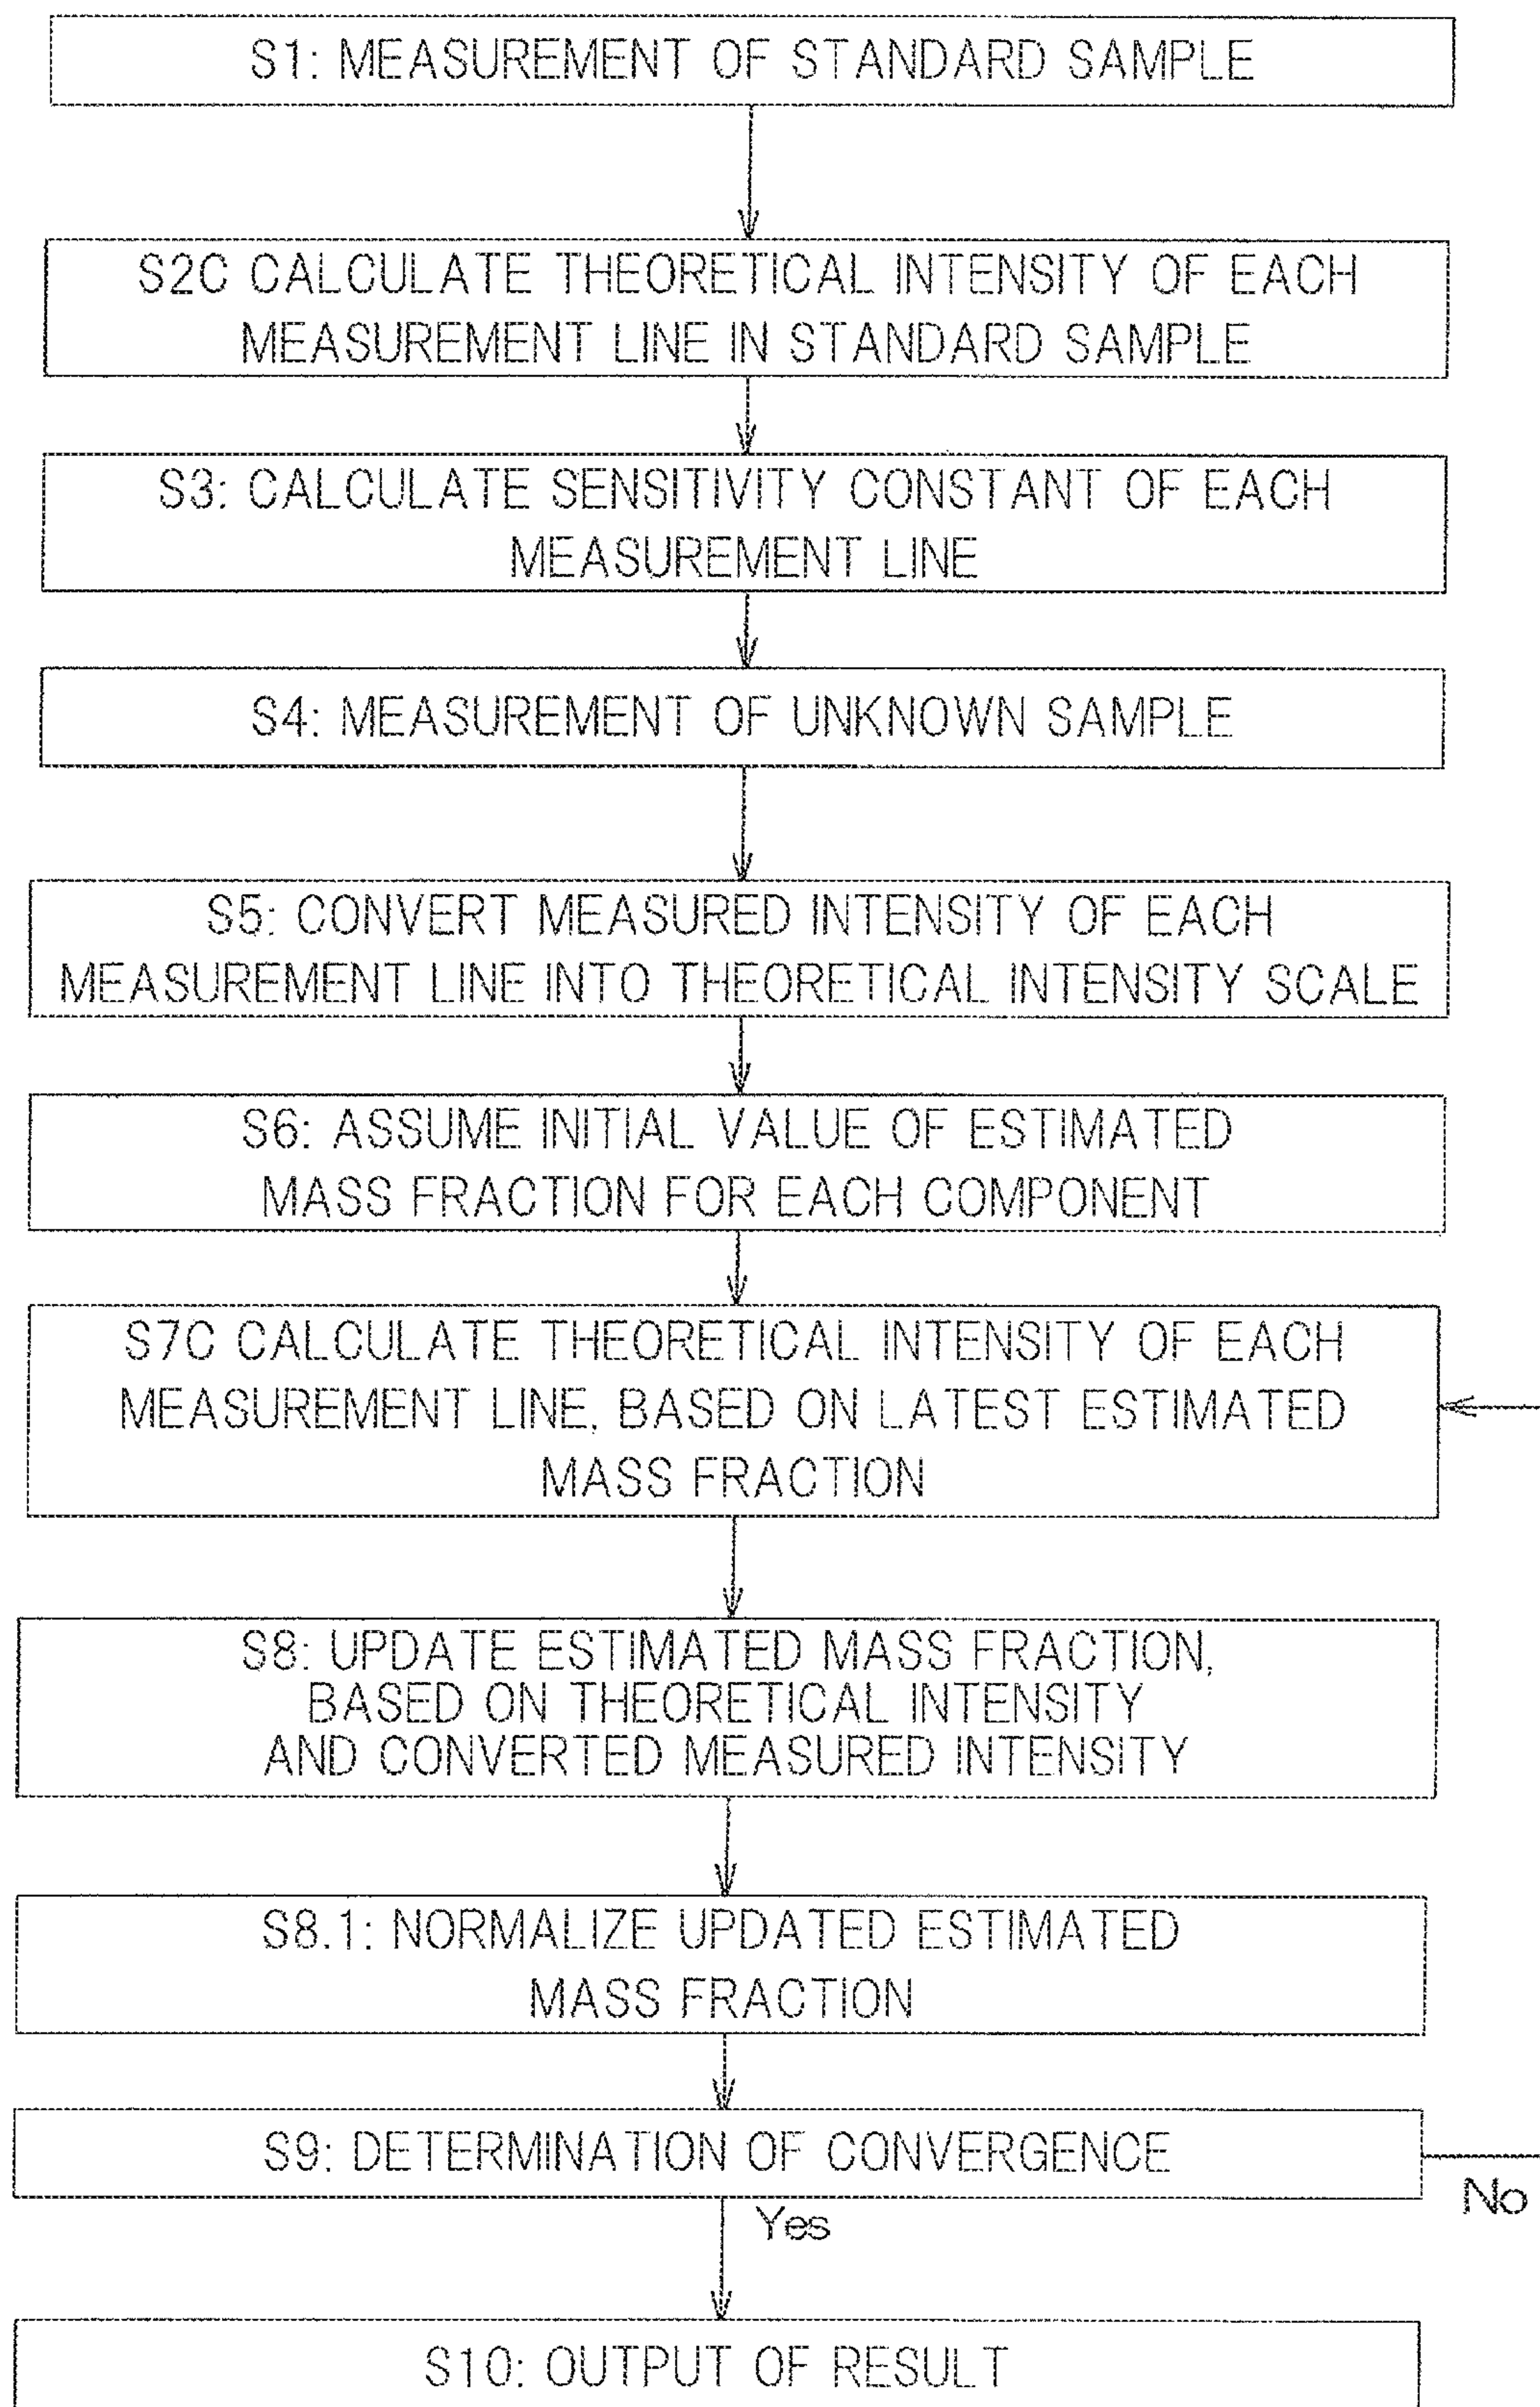 S1: MEASUREMENT OF STANDARD SAMPLE
S2C CALCULATE THEORETICAL INTENSITY OF EACH
MEASUREMENT LINE IN STANDARD SAMPLE
S3: CALCULATE SENSITIVITY CONSTANT OF EACH
MEASUREMENT LINE
S4: MEASUREMENT OF UNKNOWN SAMPLE
S5: CONVERT MEASURED INTENSITY OF EACH
MEASUREMENT LINE INTO THEORETICAL INTENSITY SCALE
S6: ASSUME INITIAL VALUE OF ESTIMATED
MASS FRACTION FOR EACH COMPONENT
S7C CALCULATE THEORETICAL INTENSITY OF EACH
MEASUREMENT LINE, BASED ON LATEST ESTIMATED
MASS FRACTION
S8: UPDATE ESTIMATED MASS FRACTION,
BASED ON THEORETICAL INTENSITY
AND CONVERTED MEASURED INTENSITY
S8.1: NORMALIZE UPDATED ESTIMATED
MASS FRACTION
S9: DETERMINATION OF CONVERGENCE
No
Yes
S10: OUTPUT OF RESULT